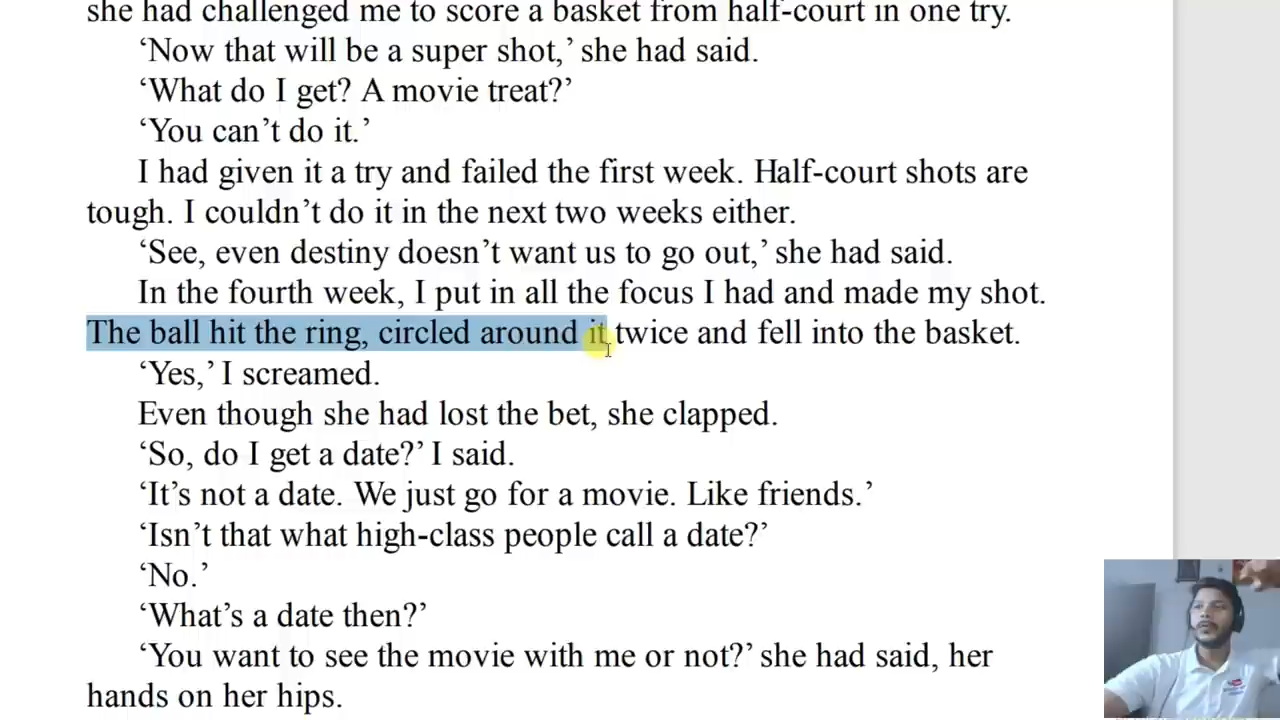 she had challenged me to score a basket from half-court in one try.
‘Now that will be a super shot,’ she had said.
‘What do I get? A movie treat?’
‘You can’t do it.’
I had given it a try and failed the first week. Half-court shots are
tough. I couldn’t do it in the next two weeks either.
‘See, even destiny doesn’t want us to go out,’ she had said.
In the fourth week, I put in all the focus I had and made my shot.
The ball hit the ring, circled around it twice and fell into the basket.
‘Yes,’ I screamed.
Even though she had lost the bet, she clapped.
‘So, do I get a date?’ I said.
‘It’s not a date. We just go for a movie. Like friends.’
‘Isn’t that what high-class people call a date?’
‘No.’
‘What’s a date then?’
‘You want to see the movie with me or not?’ she had said, her
hands on her hips.